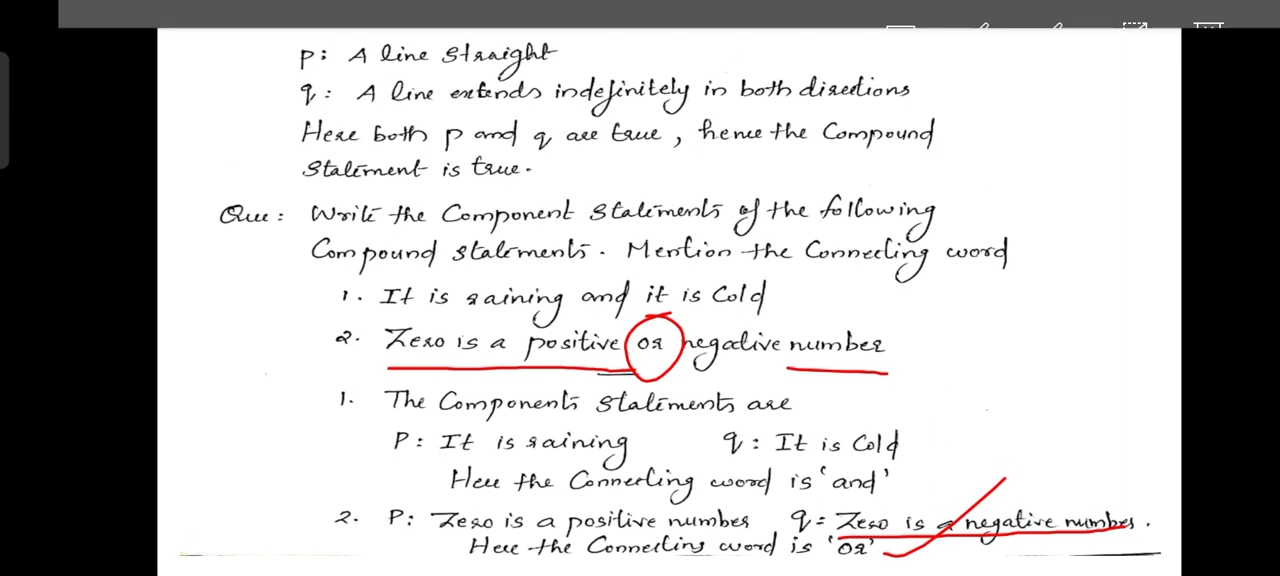 p: A line straight
q: A line extends indefinitely in both directions
Here both p and q are true, hence the Compound
Statement is true.
Que: Write the Component Statements of the following
Compound statements. Mention the Connecting word
1. It is raining and it is Cold
2. Zero is a positive or negative number
1. The Components statements are
P: It is raining q: It is Cold
Here the Connecting word is 'and'
2. P: Zero is a positive number q= Zero is a negative number.
Here the Connecting word is 'or'